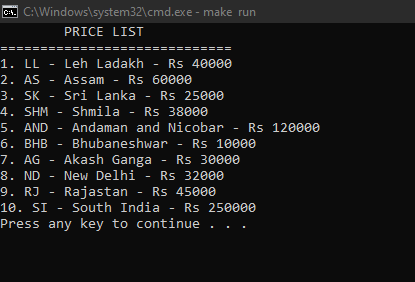 C:\Windows\system32\cmd.exe - make run
PRICE LIST
=============================
1. LL - Leh Ladakh - Rs 40000
2. AS - Assam - Rs 60000
3. SK - Sri Lanka - Rs 25000
4. SHM - Shmila - Rs 38000
5. AND - Andaman and Nicobar - Rs 120000
6. BHB - Bhubaneshwar - Rs 10000
7. AG - Akash Ganga - Rs 30000
8. ND - New Delhi - Rs 32000
9. RJ - Rajastan - Rs 45000
10. SI - South India - Rs 250000
Press any key to continue . . .